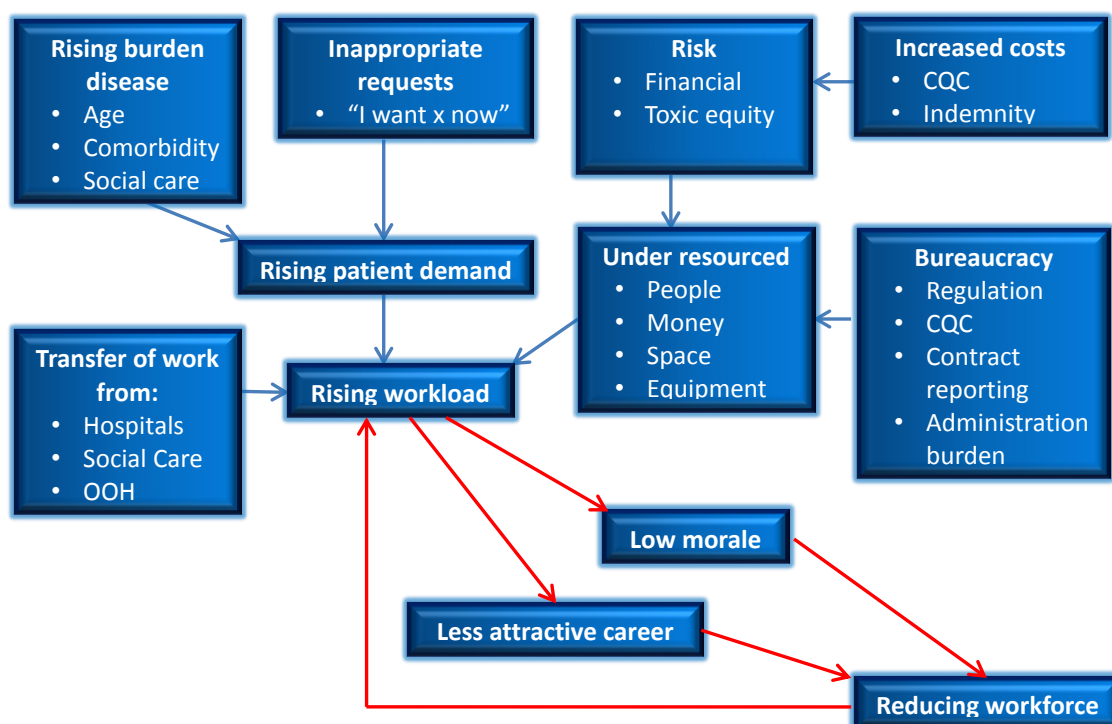 Rising burden
disease
• Age
• Comorbidity
• Social care
Inappropriate
requests
• “I want x now”
Risk
• Financial
• Toxic equity
Increased costs
• CQC
• Indemnity
Rising patient demand
Under resourced
• People
• Money
• Space
• Equipment
Bureaucracy
• Regulation
• CQC
• Contract
reporting
• Administration
burden
Transfer of work
from:
• Hospitals
• Social Care
• OOH
Rising workload
Low morale
Less attractive career
Reducing workforce